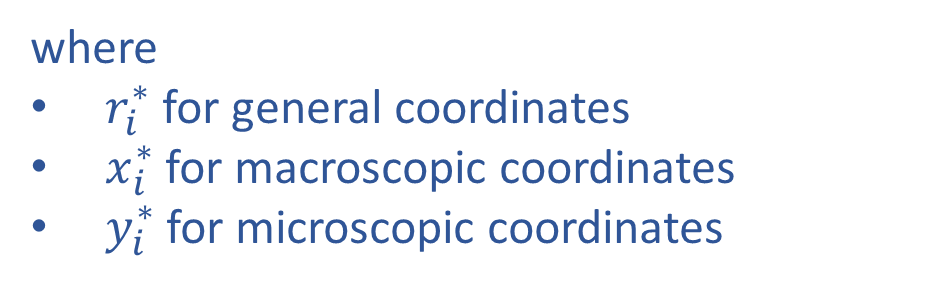 where
• $r_i^*$ for general coordinates
• $x_i^*$ for macroscopic coordinates
• $y_i^*$ for microscopic coordinates